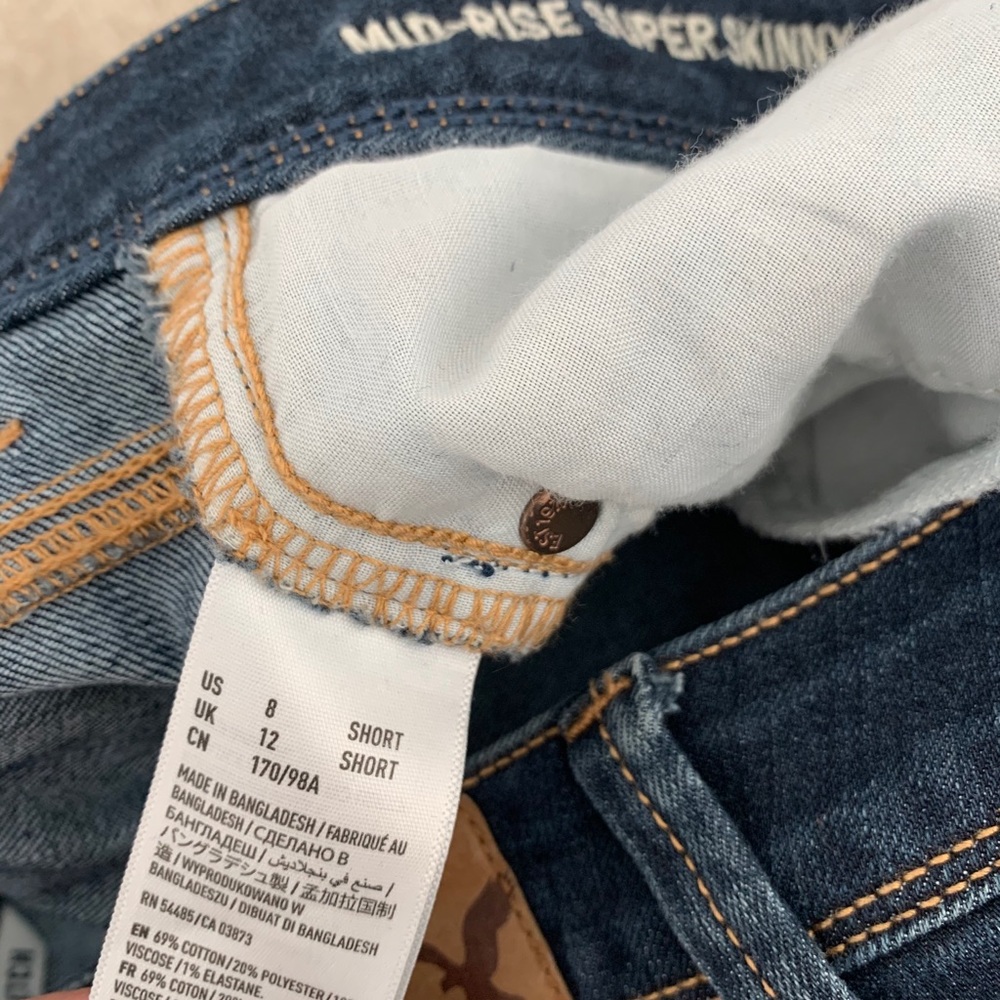 MID-RISE SUPER SKINNY
US 8 SHORT
UK 12 SHORT
CN 170/98A
MADE IN BANGLADESH / FABRIQUÉ AU
BANGLADESH / СДЕЛАНО В
БАНГЛАДЕШ / صنع في بنجلاديش /
バングラデシュ製 / 孟加拉国制
造 / WYPRODUKOWANO W
BANGLADESZU / DIBUAT DI BANGLADESH
RN 54485/CA 03873
EN 69% COTTON/20% POLYESTER/10%
VISCOSE/1% ELASTANE.
FR 69% COTON/20%
VISCOSE